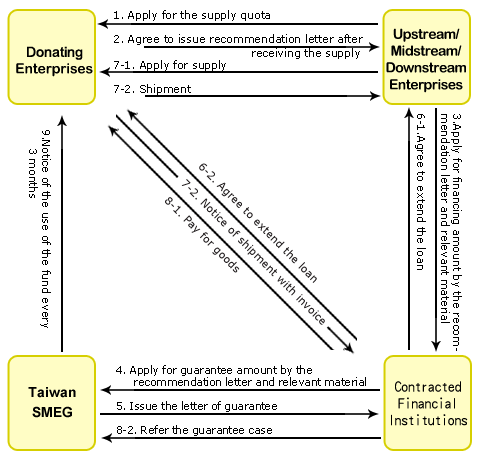 1. Apply for the supply quota
2. Agree to issue recommendation letter after
receiving the supply
7-1. Apply for supply
7-2. Shipment
Donating
Enterprises
Upstream/
Midstream/
Downstream
Enterprises
9.Notice of the use of the fund every
3 months
6-2. Agree to extend the loan
7-2. Notice of shipment with invoice
8-1. Pay for goods
6-1.Agree to extend the loan
3.Apply for financing amount by the recom-
mendation letter and relevant material
4. Apply for guarantee amount by the
recommendation letter and relevant material
5. Issue the letter of guarantee
8-2. Refer the guarantee case
Taiwan
SMEG
Contracted
Financial
Institutions